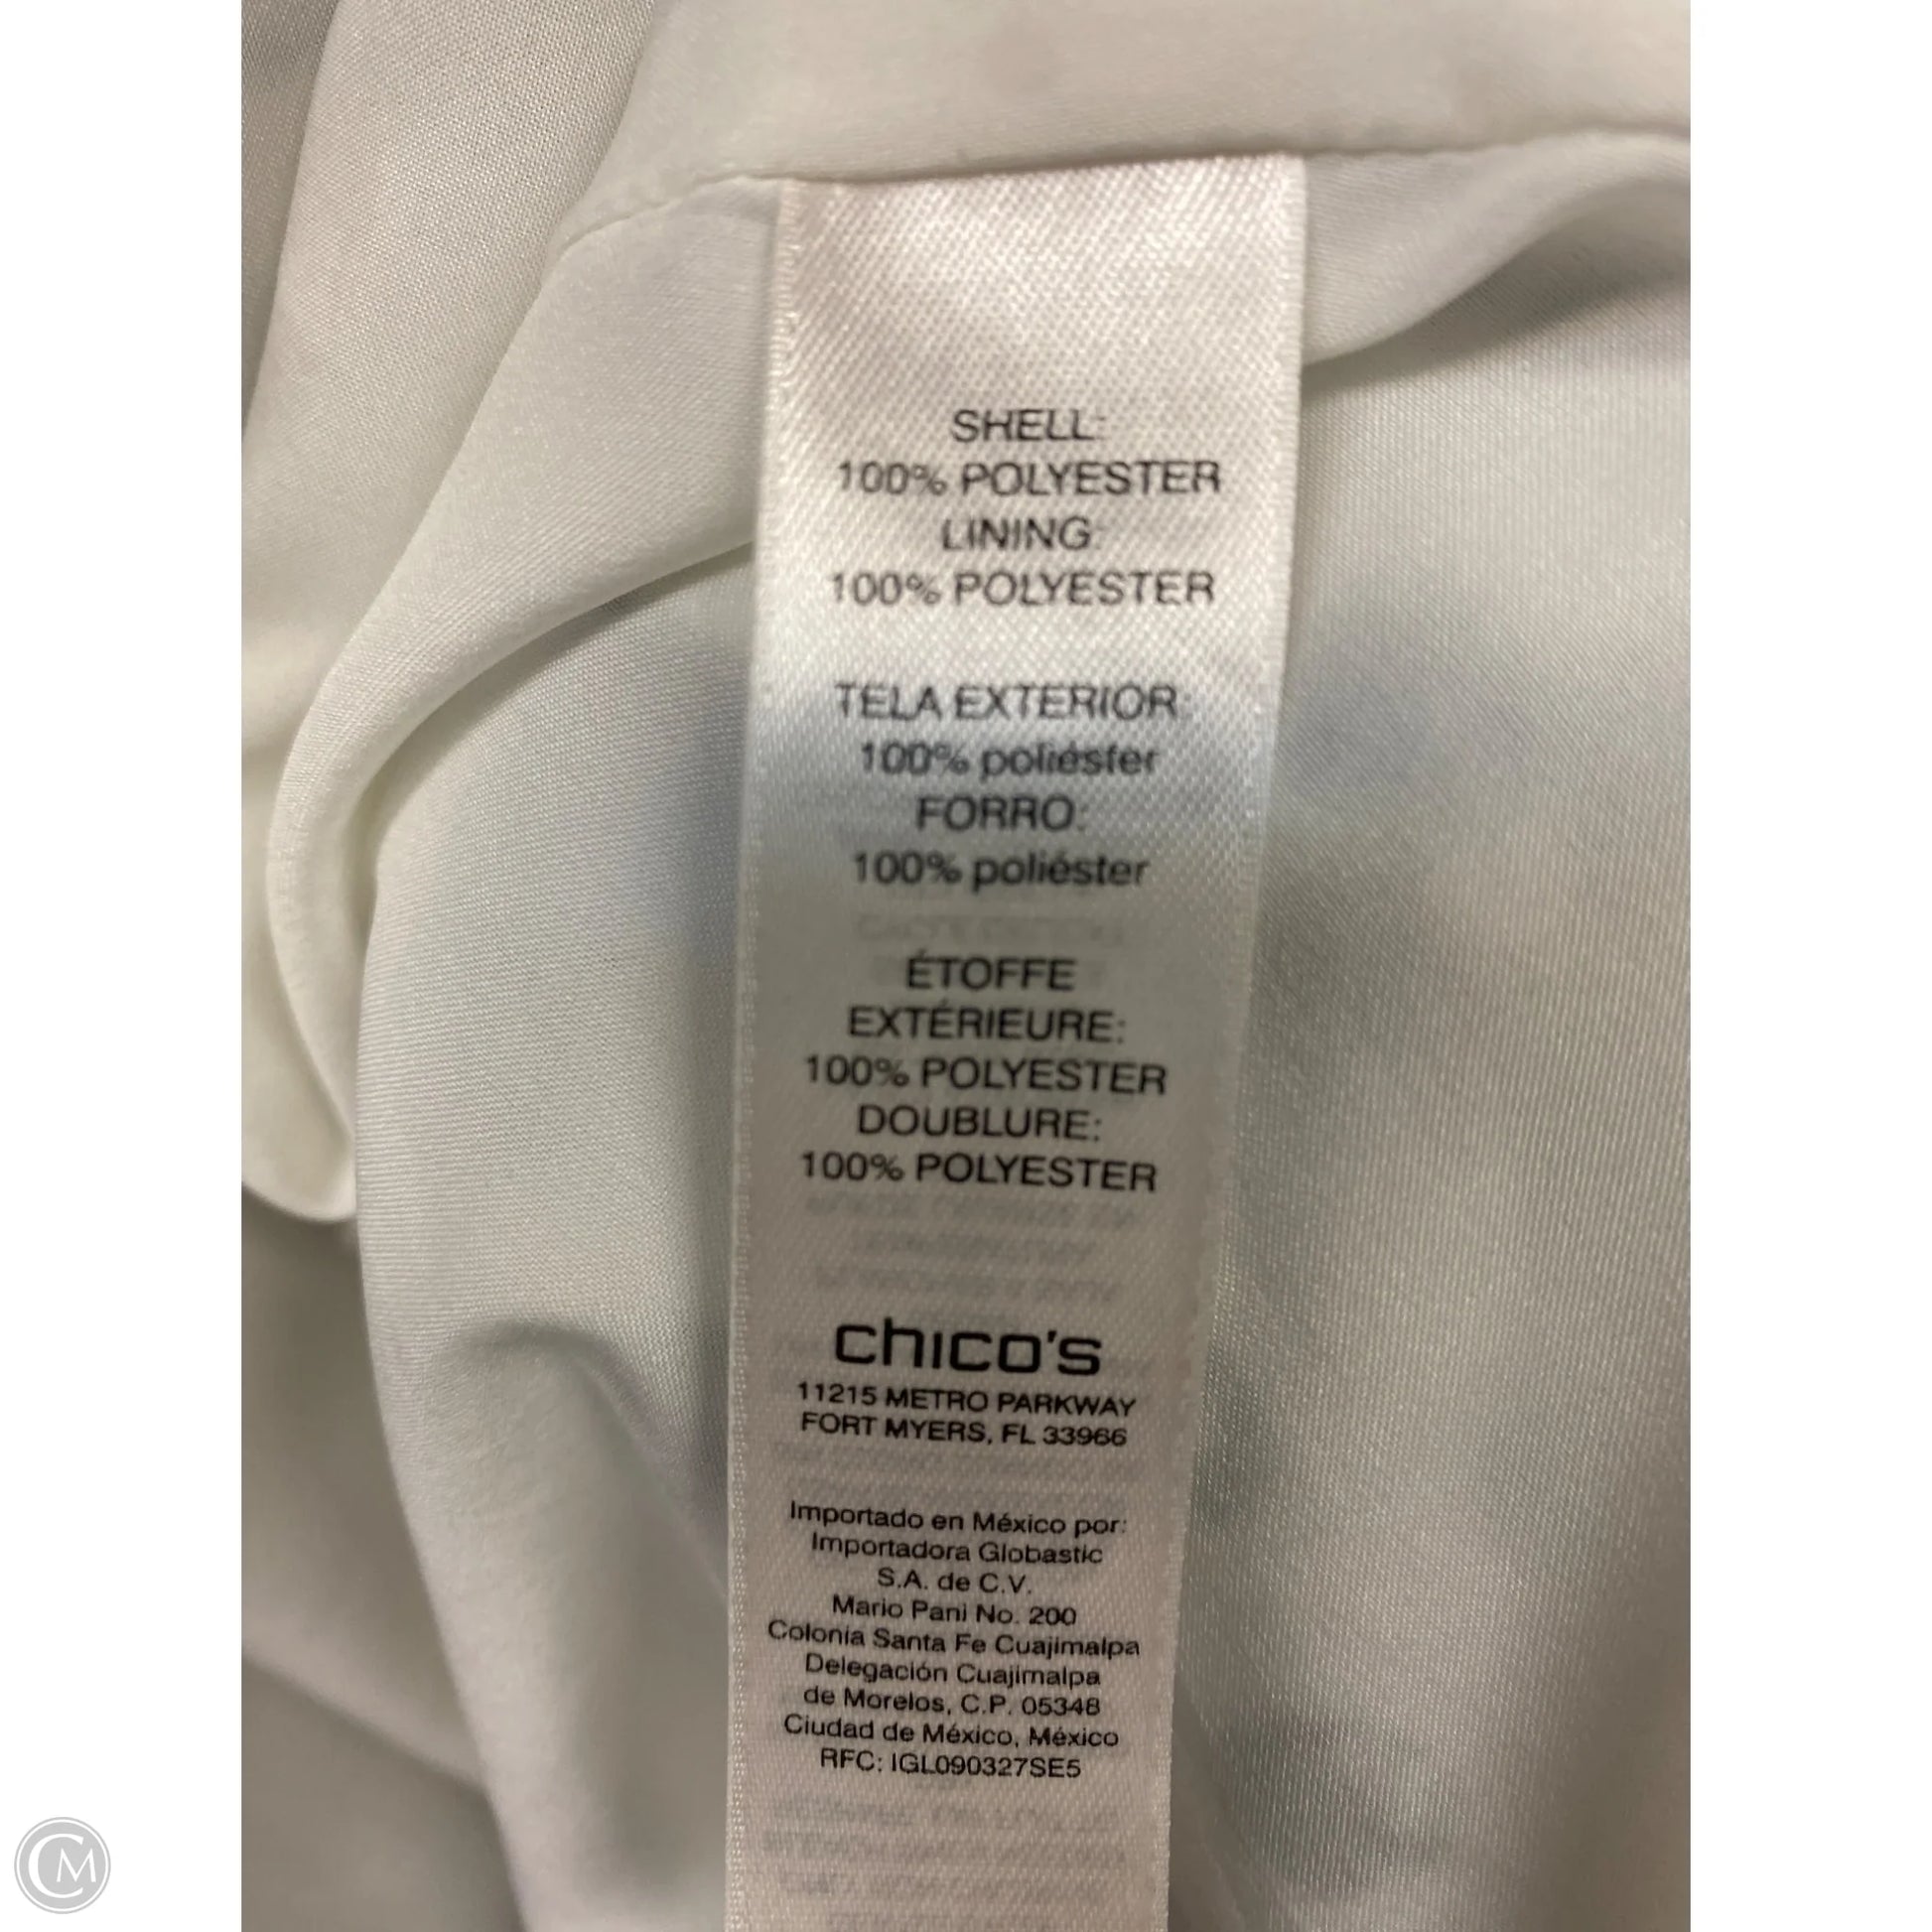 SHELL:
100% POLYESTER
LINING:
100% POLYESTER
TELA EXTERIOR:
100% poliéster
FORRO:
100% poliéster
ÉTOFFE
EXTÉRIEURE:
100% POLYESTER
DOUBLURE:
100% POLYESTER
chico's
11215 METRO PARKWAY
FORT MYERS, FL 33966
Importado en México por:
Importadora Globastic
S.A. de C.V.
Mario Pani No. 200
Colonia Santa Fe Cuajimalpa
Delegación Cuajimalpa
de Morelos, C.P. 05348
Ciudad de México, México
RFC: IGL090327SE5
CM